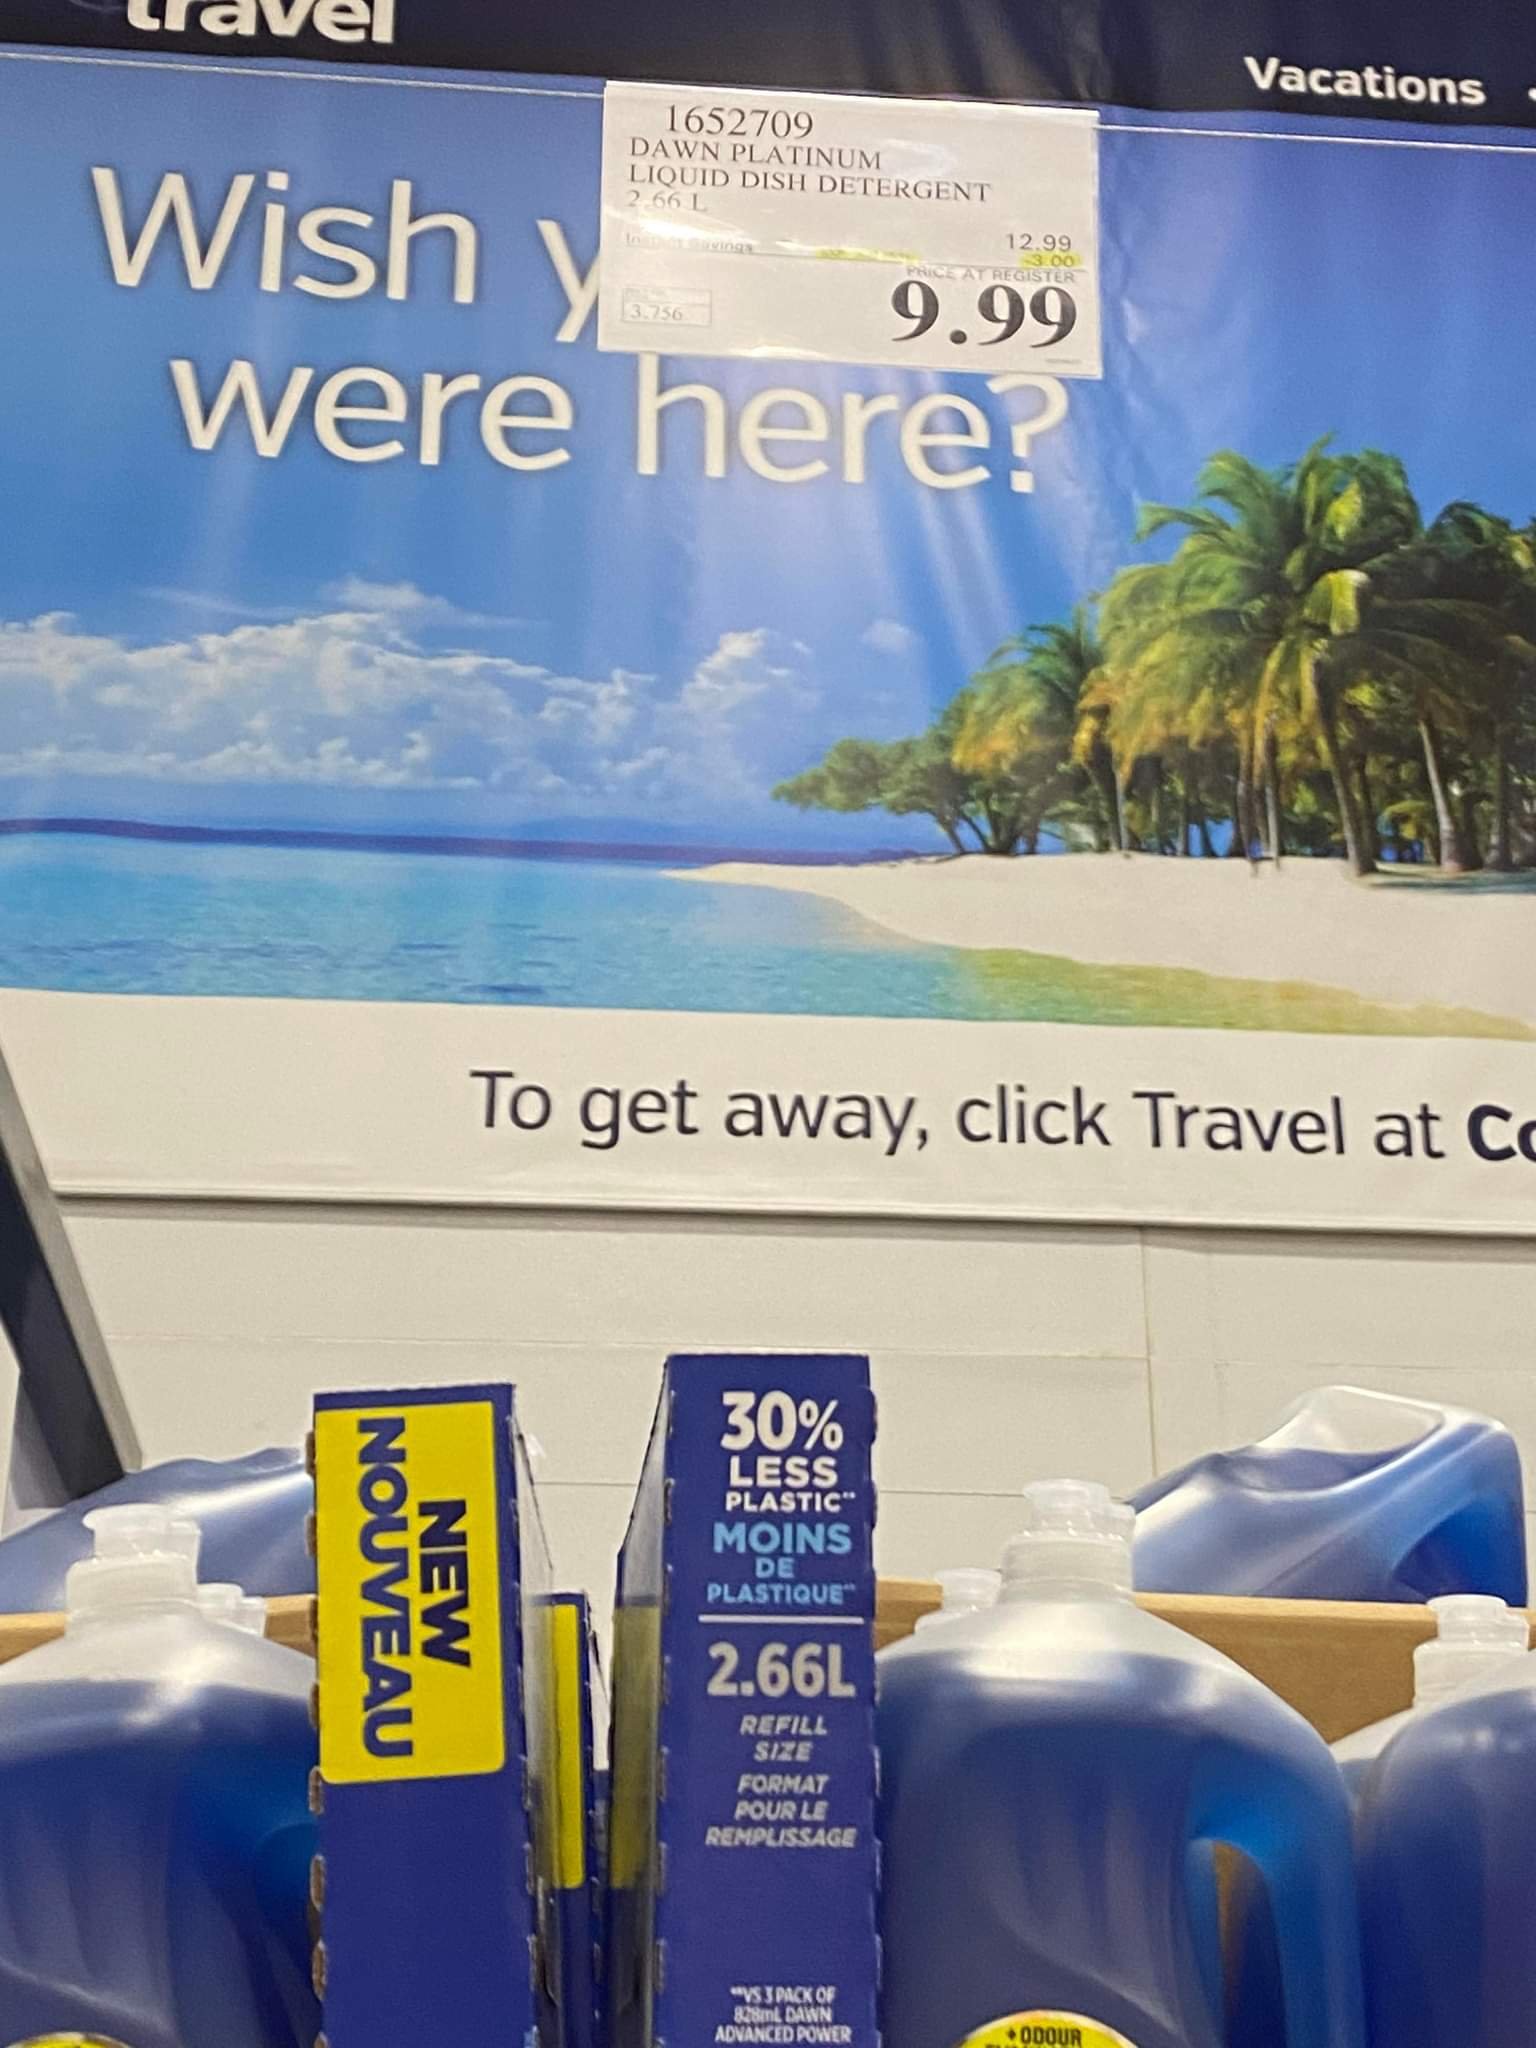 travel
Vacations
1652709
DAWN PLATINUM
LIQUID DISH DETERGENT
2.66 L
12.99
Instant Savings
-3.00
PRICE AT REGISTER
3.756
9.99
Wish
were here?
To get away, click Travel at
NEW
NOUVEAU
30%
LESS
PLASTIC**
MOINS
DE
PLASTIQUE**
2.66L
REFILL
SIZE
FORMAT
POUR LE
REMPLISSAGE
**VS 3 PACK OF
828mL DAWN
ADVANCED POWER
+ODOUR